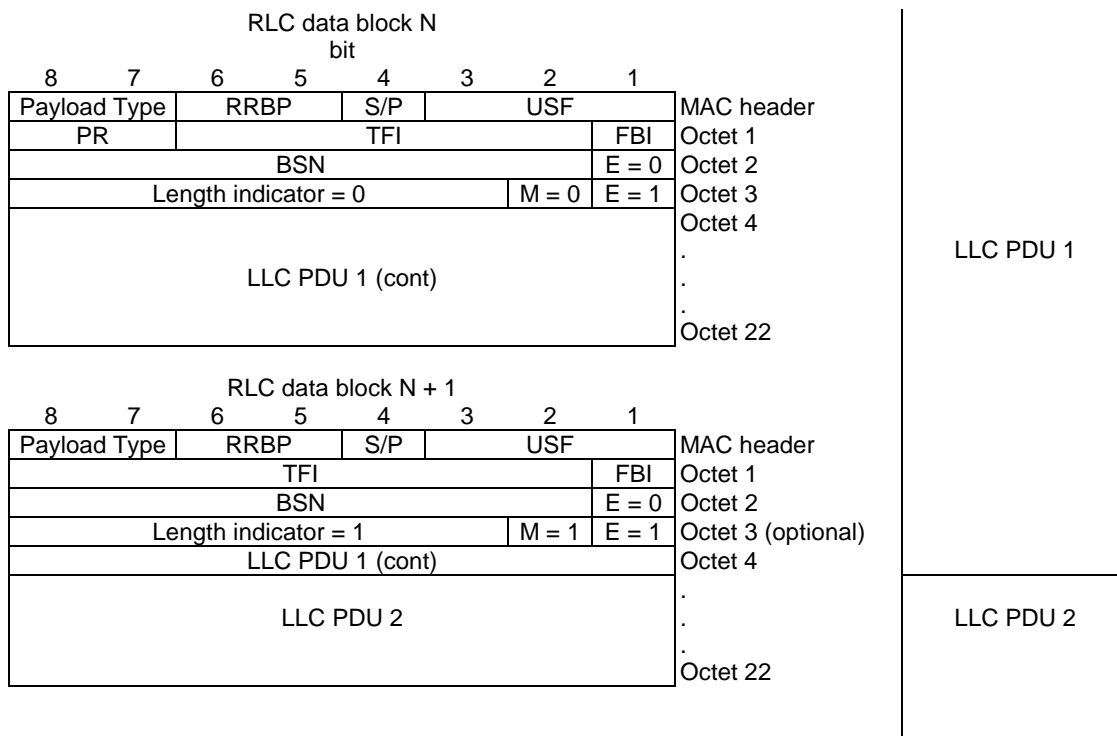 RLC data block N
bit
8 7 6 5 4 3 2 1
Payload Type RRBP S/P USF MAC header
PR TFI FBI Octet 1
BSN E = 0 Octet 2
Length indicator = 0 M = 0 E = 1 Octet 3
Octet 4
.
LLC PDU 1
LLC PDU 1 (cont) .
.
Octet 22
RLC data block N + 1
8 7 6 5 4 3 2 1
Payload Type RRBP S/P USF MAC header
TFI FBI Octet 1
BSN E = 0 Octet 2
Length indicator = 1 M = 1 E = 1 Octet 3 (optional)
LLC PDU 1 (cont) Octet 4
.
LLC PDU 2 . LLC PDU 2
.
Octet 22